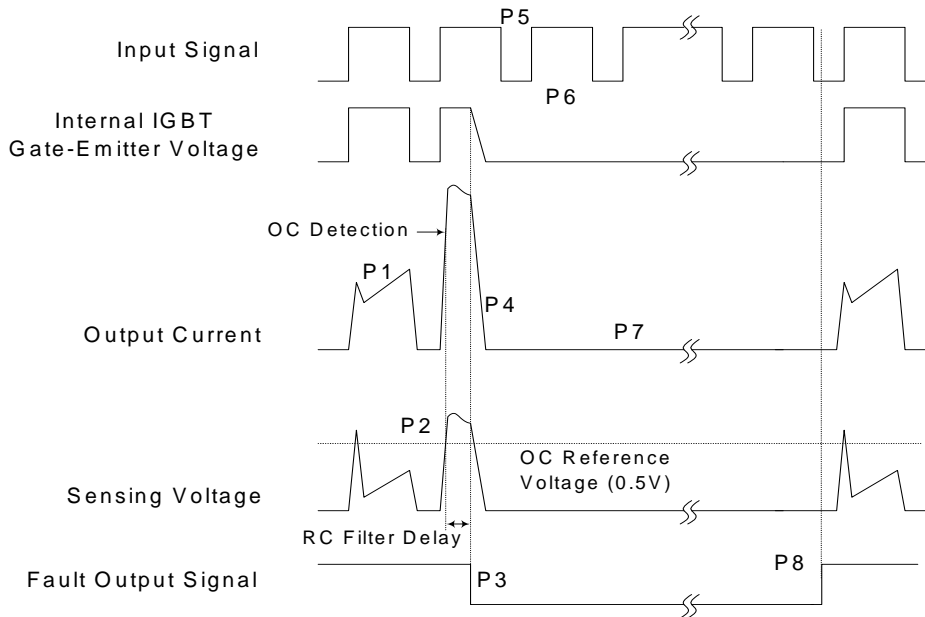 P5
Input Signal
P6
Internal IGBT
Gate-Emitter Voltage
OC Detection
P1
P4
Output Current
P7
P2
OC Reference
Voltage (0.5V)
Sensing Voltage
RC Filter Delay
P8
Fault Output Signal
P3